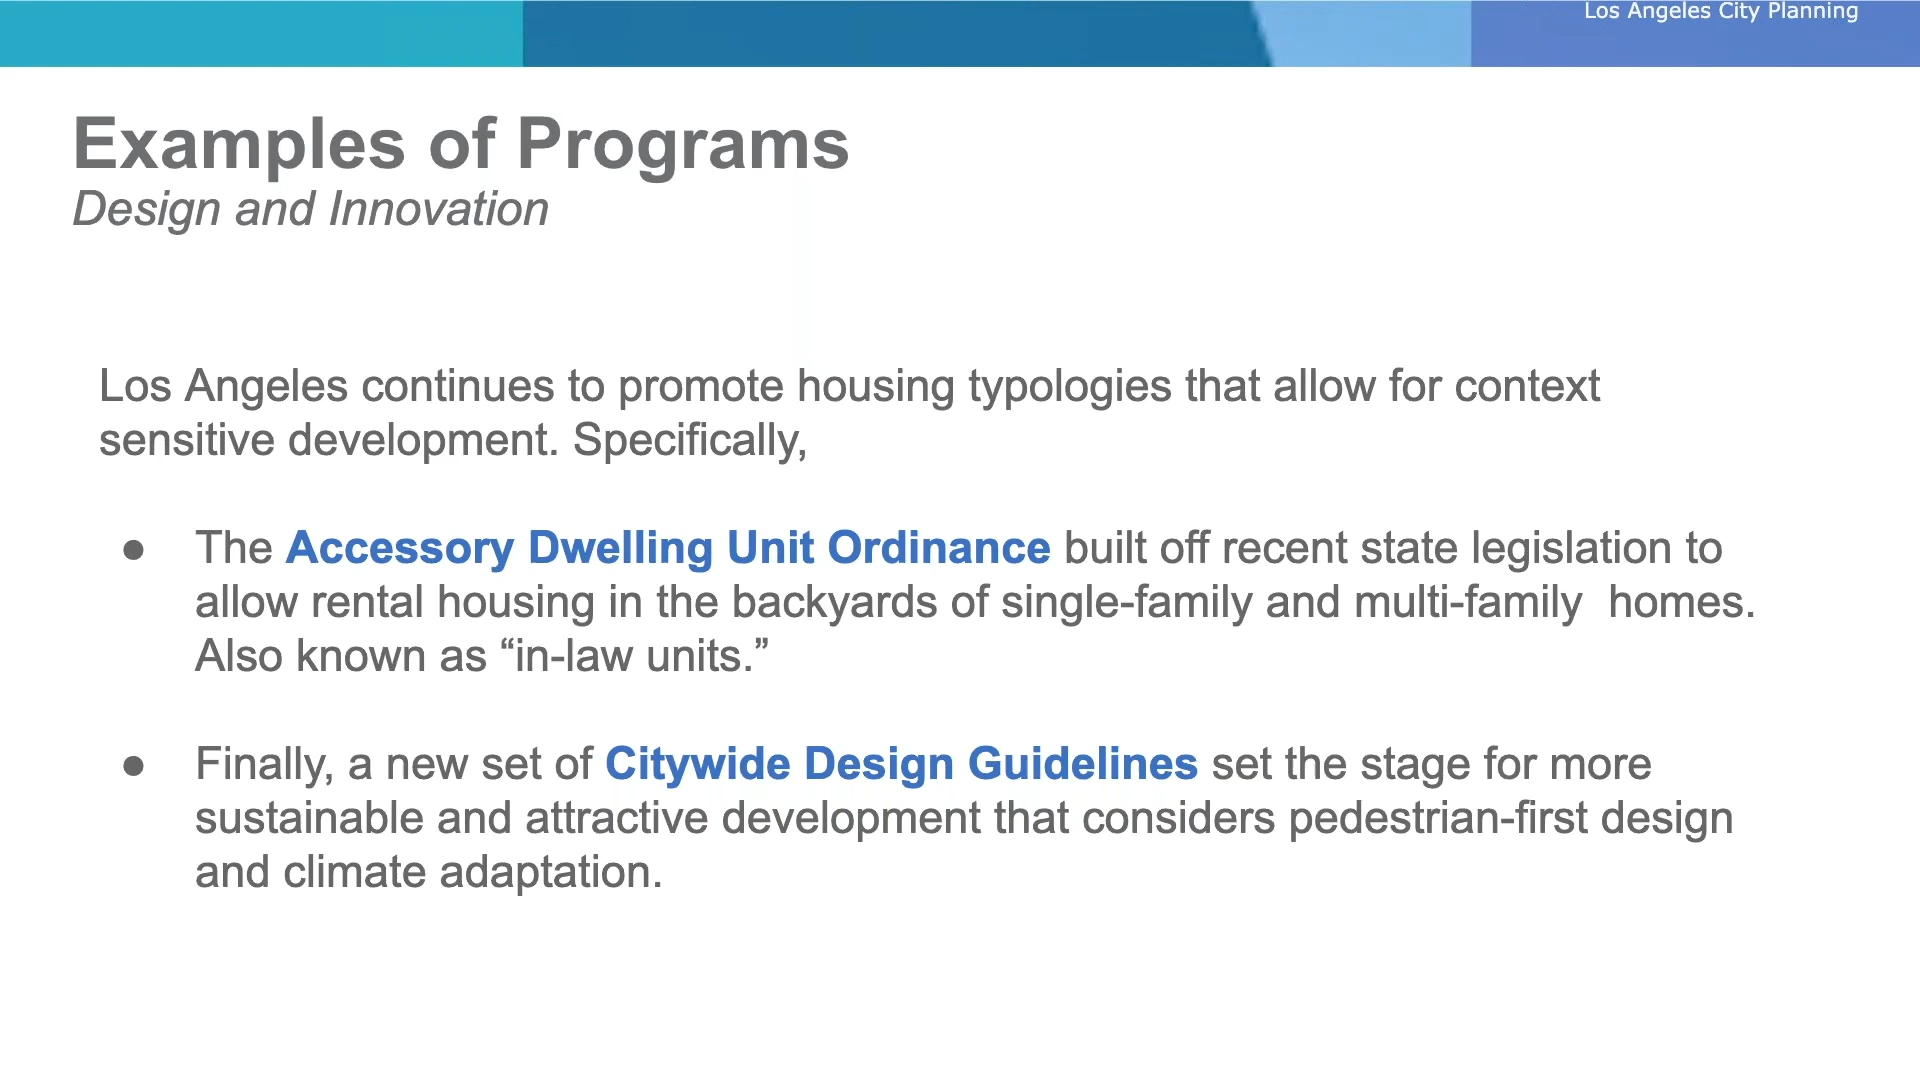 Los Angeles City Planning
Examples of Programs
Design and Innovation
Los Angeles continues to promote housing typologies that allow for context
sensitive development. Specifically,
● The Accessory Dwelling Unit Ordinance built off recent state legislation to
allow rental housing in the backyards of single-family and multi-family  homes.
Also known as “in-law units.”
● Finally, a new set of Citywide Design Guidelines set the stage for more
sustainable and attractive development that considers pedestrian-first design
and climate adaptation.